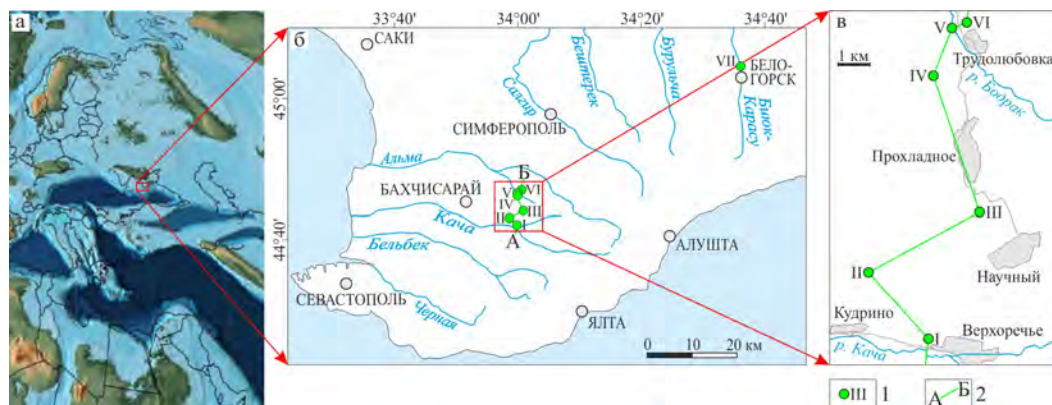 а
33°40'
34°00'
34°20'
34°40'
б
САКИ
45°00'
44°40'
Салгир
Бештерек
Бурульча
VII
БЕЛО-
ГОРСК
Биюк-
Карасу
СИМФЕРОПОЛЬ
Альма
БАХЧИСАРАЙ
Б
V
VI
IV
III
II
I
А
Кача
Бельбек
АЛУШТА
СЕВАСТОПОЛЬ
Черная
ЯЛТА
0 10 20 км
в
V
VI
Трудолюбовка
1 км
IV
р. Бодрак
Прохладное
III
II
Научный
Кудрино
I
Верхоречье
р. Кача
III 1
А Б 2